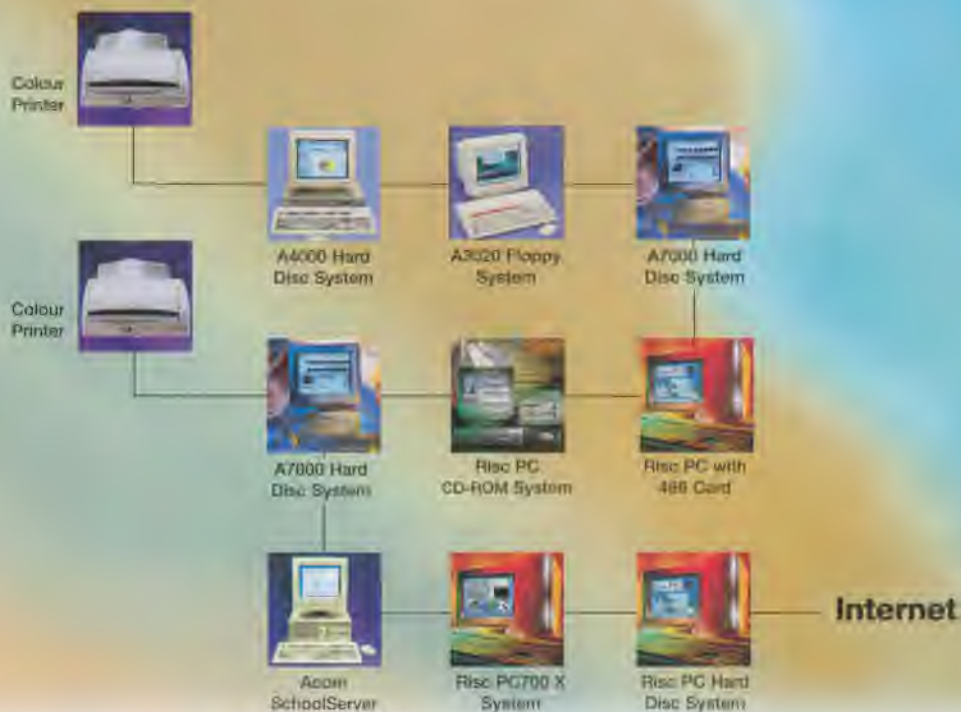 Colour
Printer
A4000 Hard
Disc System
A3020 Floppy
System
A7000 Hard
Disc System
Colour
Printer
A7000 Hard
Disc System
Risc PC
CD-ROM System
Risc PC with
486 Card
Internet
Acorn
SchoolServer
Risc PC700 X
System
Risc PC Hard
Disc System